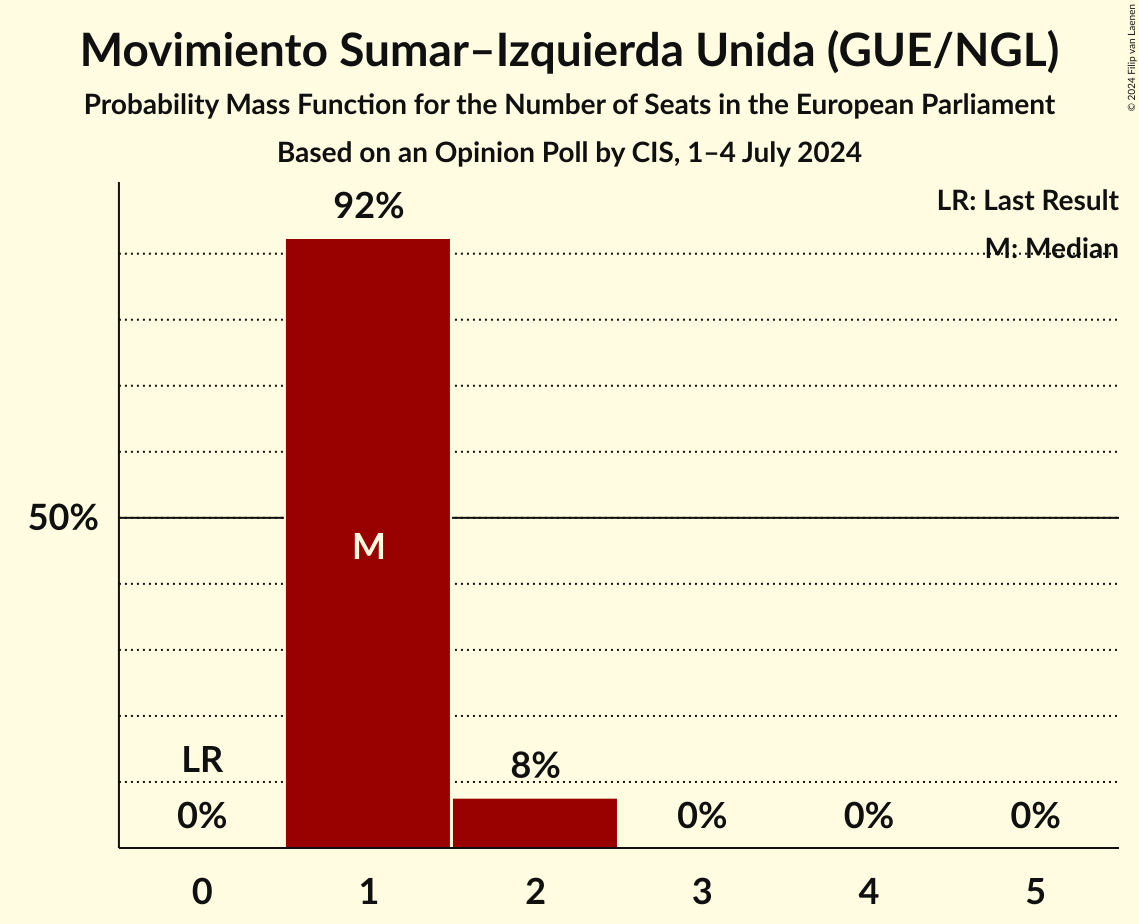 Movimiento Sumar–Izquierda Unida (GUE/NGL)
Probability Mass Function for the Number of Seats in the European Parliament
Based on an Opinion Poll by CIS, 1–4 July 2024
© 2024 Filip van Laenen
LR: Last Result
M: Median
92%
50%
M
LR
8%
0%
0%
0%
0%
0 1 2 3 4 5